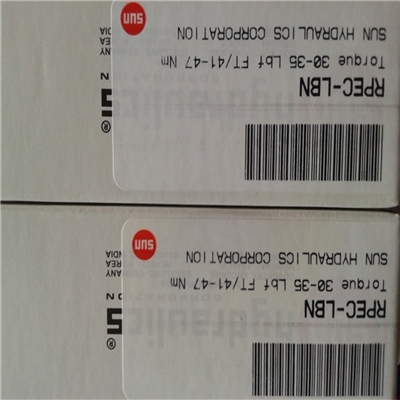 RPEC-LBN
Torque 30-35 Lbf FT/41-47 Nm
SUN HYDRAULICS CORPORATION
sun
RPEC-LBN
Torque 30-35 Lbf FT/41-47 Nm
SUN HYDRAULICS CORPORATION
sun